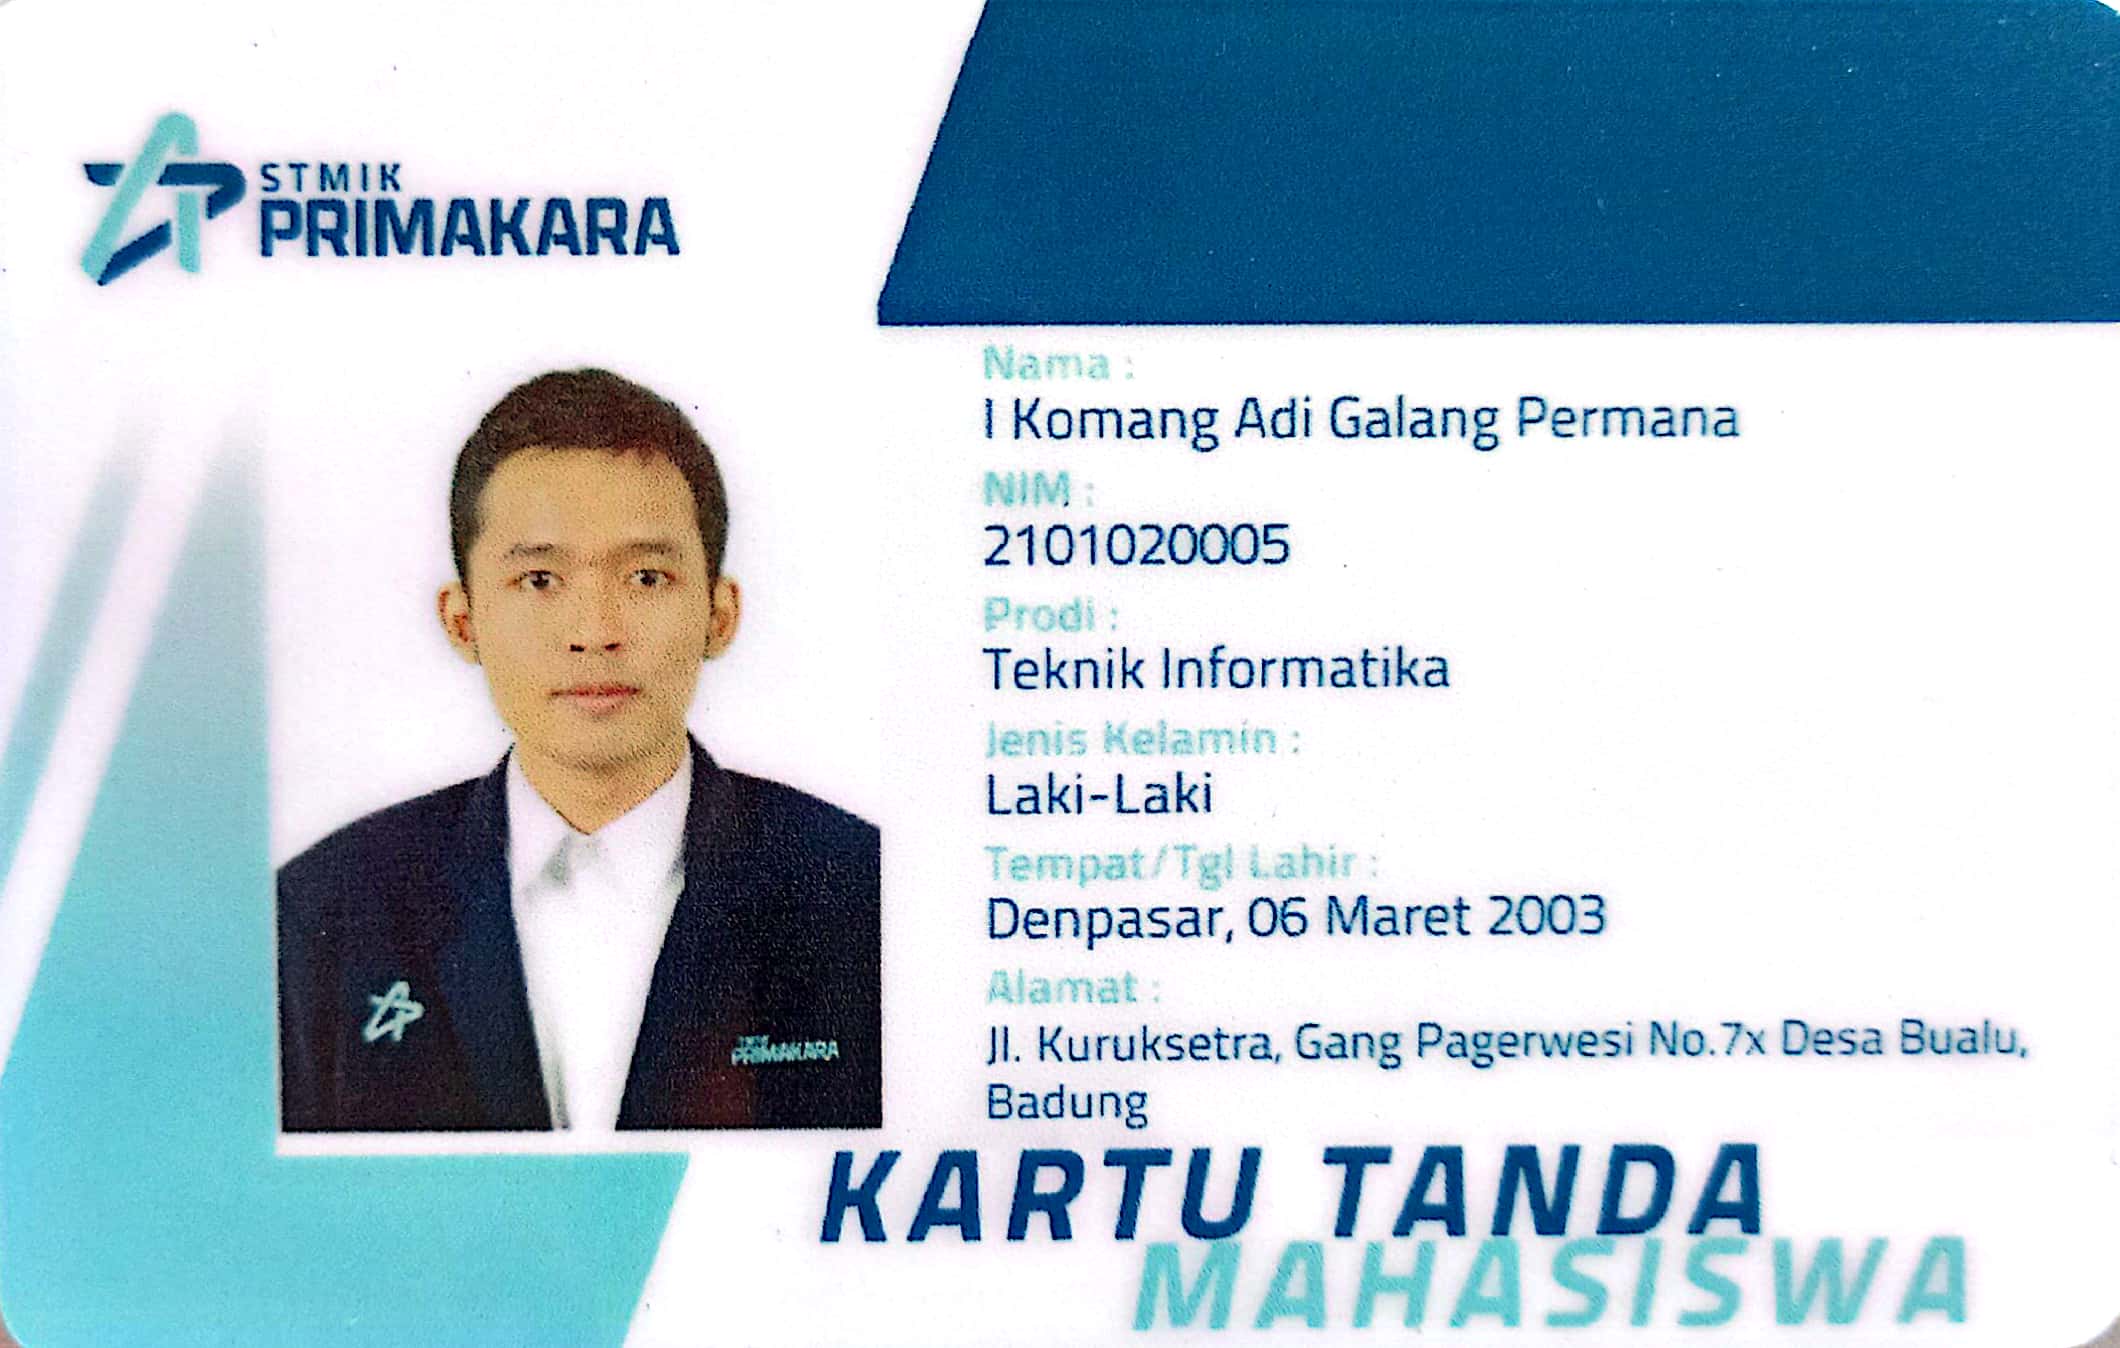 STMIK
PRIMAKARA
Nama :
I Komang Adi Galang Permana
NIM :
2101020005
Prodi :
Teknik Informatika
Jenis Kelamin :
Laki-Laki
Tempat/Tgl Lahir :
Denpasar, 06 Maret 2003
Alamat :
Jl. Kuruksetra, Gang Pagerwesi No.7x Desa Bualu,
Badung
STMIK
PRIMAKARA
KARTU TANDA
MAHASISWA